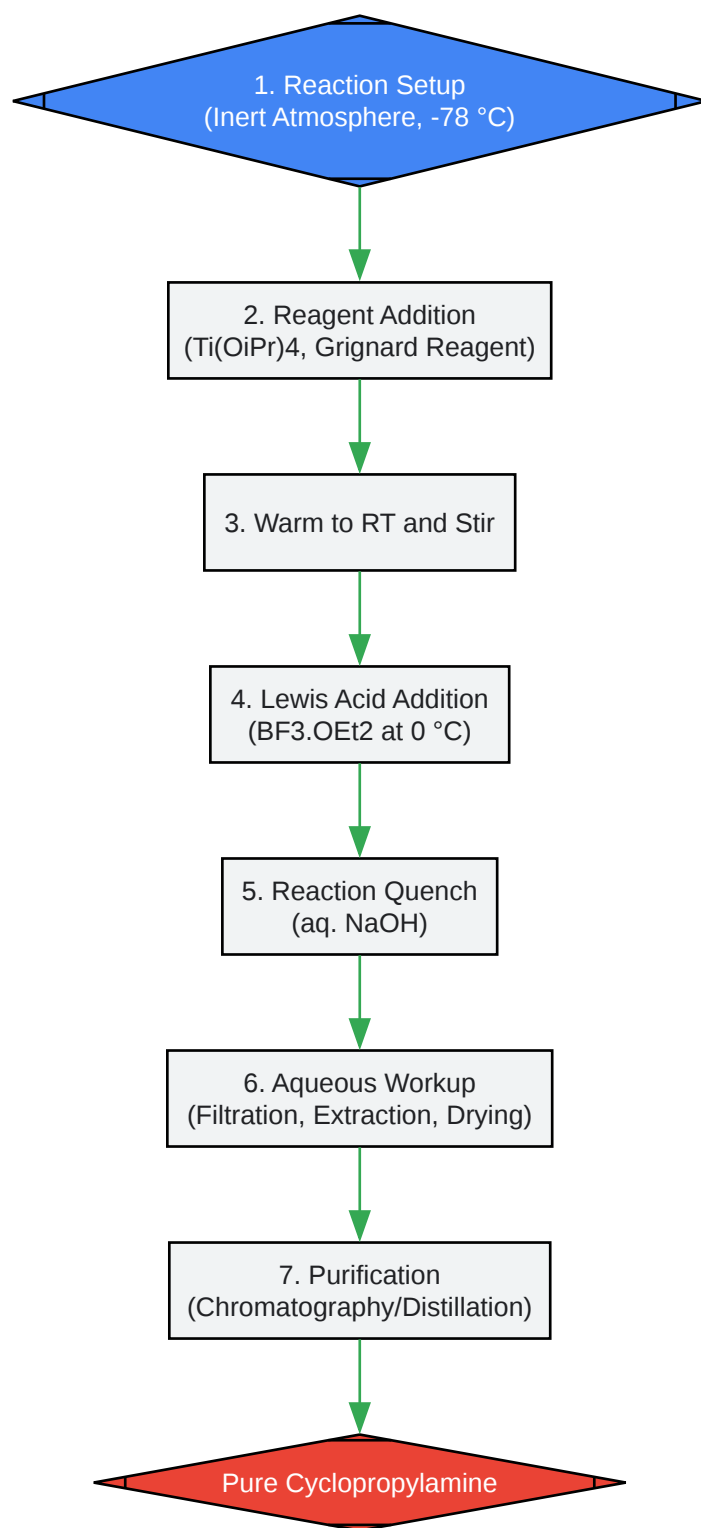 1. Reaction Setup
(Inert Atmosphere, -78 °C)
2. Reagent Addition
(Ti(OiPr)4, Grignard Reagent)
3. Warm to RT and Stir
4. Lewis Acid Addition
(BF3.OEt2 at 0 °C)
5. Reaction Quench
(aq. NaOH)
6. Aqueous Workup
(Filtration, Extraction, Drying)
7. Purification
(Chromatography/Distillation)
Pure Cyclopropylamine